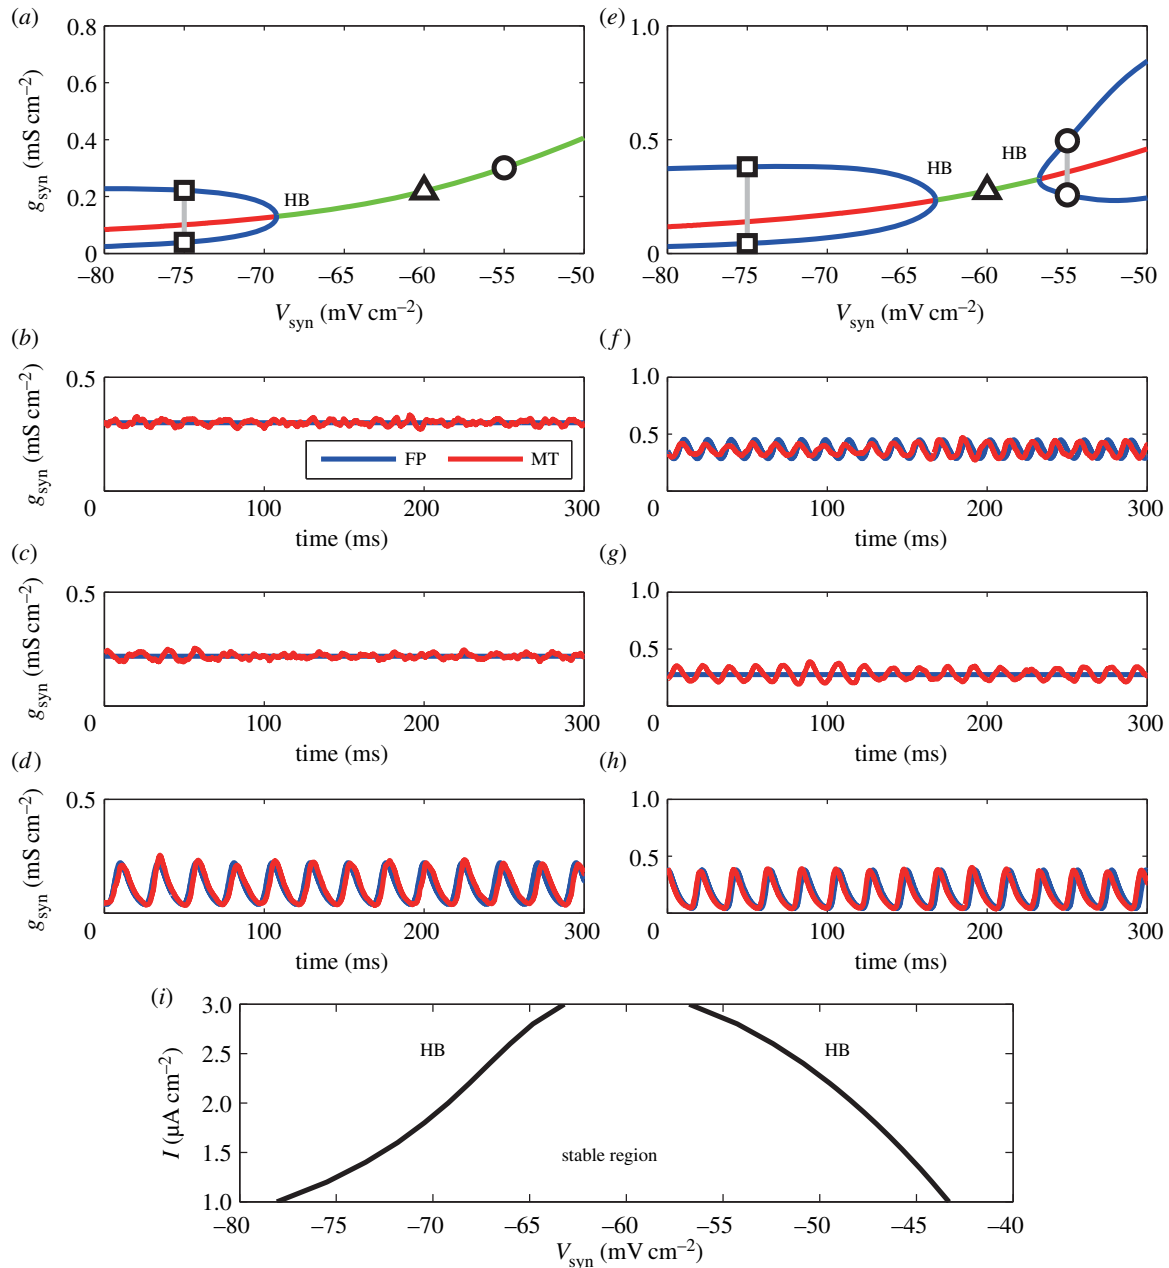 (a)
0.8
0.6
0.4
0.2
0
g_syn (mS cm⁻²)
HB
–80 –75 –70 –65 –60 –55 –50
V_syn (mV cm⁻²)
(e)
1.0
0.5
0
HB
HB
–80 –75 –70 –65 –60 –55 –50
V_syn (mV cm⁻²)
(b)
0.5
g_syn (mS cm⁻²)
FP MT
0 100 200 300
time (ms)
(f)
1.0
0.5
0 100 200 300
time (ms)
(c)
0.5
g_syn (mS cm⁻²)
0 100 200 300
time (ms)
(g)
1.0
0.5
0 100 200 300
time (ms)
(d)
0.5
g_syn (mS cm⁻²)
0 100 200 300
time (ms)
(h)
1.0
0.5
0 100 200 300
time (ms)
(i)
3.0
2.5
2.0
1.5
1.0
I (μA cm⁻²)
HB
HB
stable region
–80 –75 –70 –65 –60 –55 –50 –45 –40
V_syn (mV cm⁻²)